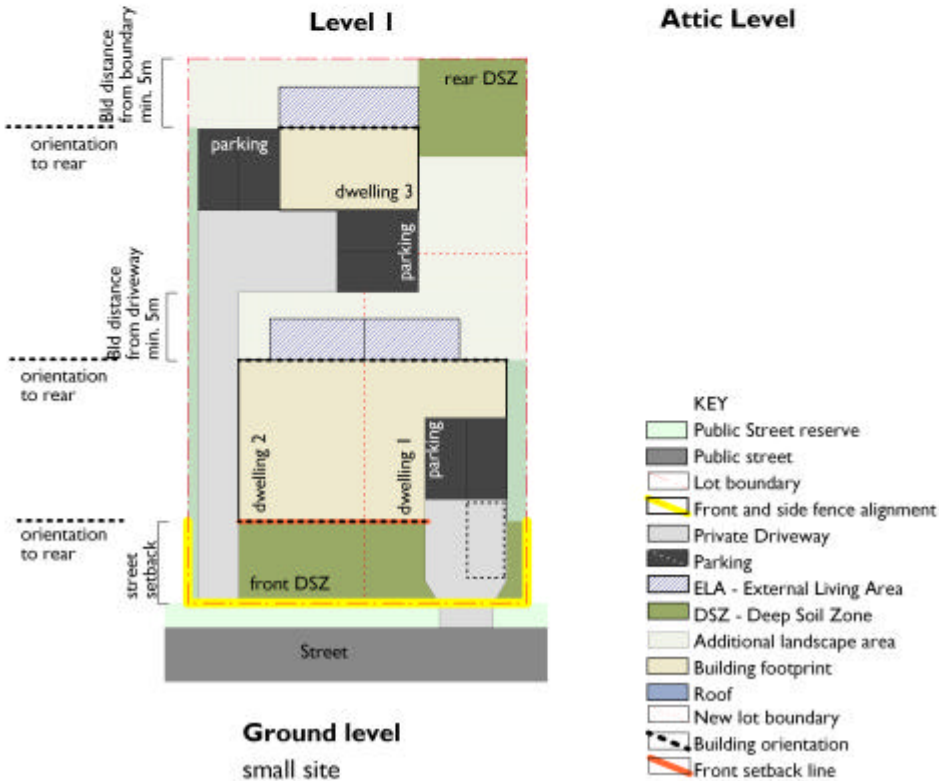 Level 1
Attic Level
Bld distance
from boundary
min. 5m
rear DSZ
orientation
to rear
parking
dwelling 3
parking
Bld distance
from driveway
min. 5m
orientation
to rear
dwelling 2
dwelling 1
parking
orientation
to rear
street
setback
front DSZ
Street
Ground level
small site
KEY
Public Street reserve
Public street
Lot boundary
Front and side fence alignment
Private Driveway
Parking
ELA - External Living Area
DSZ - Deep Soil Zone
Additional landscape area
Building footprint
Roof
New lot boundary
Building orientation
Front setback line